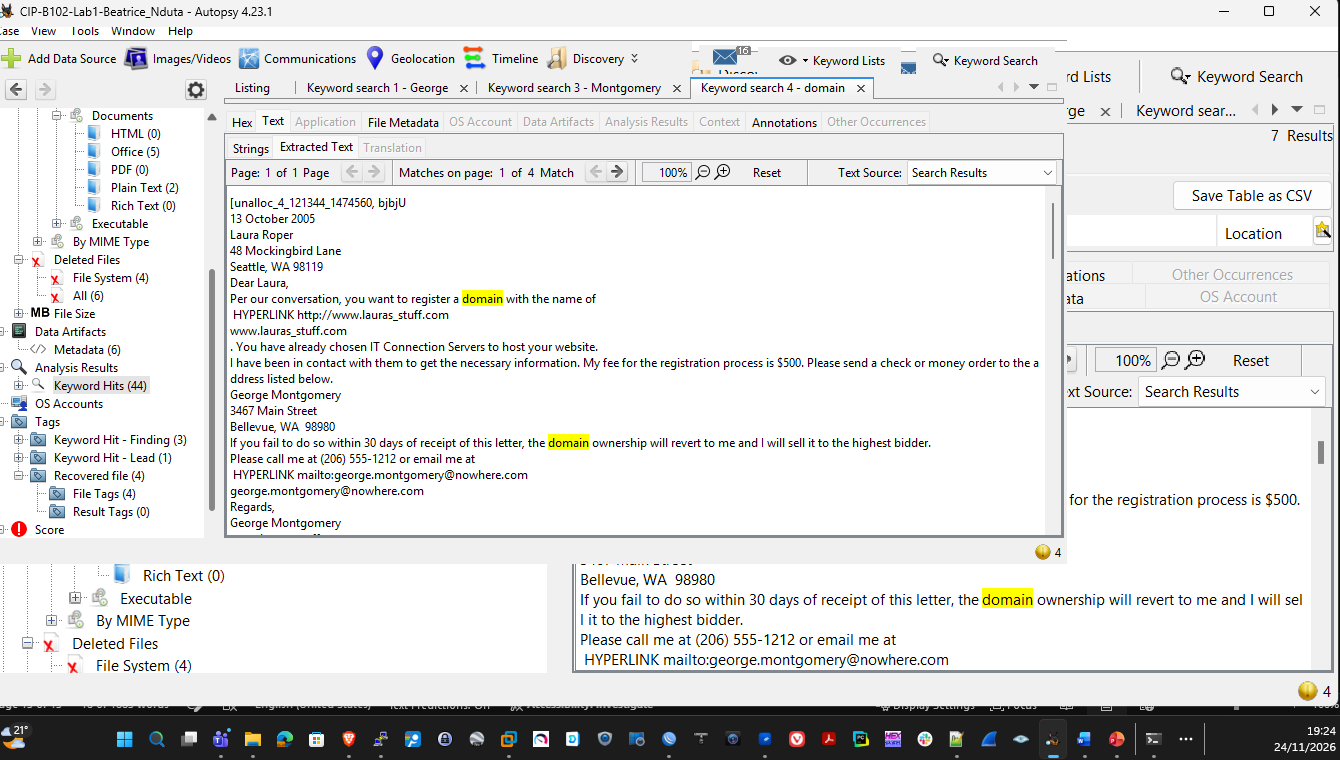 CIP-B102-Lab1-Beatrice_Nduta - Autopsy 4.23.1
ase View Tools Window Help
Add Data Source Images/Videos Communications Geolocation Timeline Discovery
16 Keyword Lists Keyword Search
rd Lists Keyword Search
Listing Keyword search 1 - George Keyword search 3 - Montgomery Keyword search 4 - domain
ge Keyword sear...
7 Results
Save Table as CSV
Location
ations Other Occurrences
ata OS Account
100% Reset
ext Source: Search Results
Documents
HTML (0)
Office (5)
PDF (0)
Plain Text (2)
Rich Text (0)
Executable
By MIME Type
Deleted Files
File System (4)
All (6)
MB File Size
Data Artifacts
Metadata (6)
Analysis Results
Keyword Hits (44)
OS Accounts
Tags
Keyword Hit - Finding (3)
Keyword Hit - Lead (1)
Recovered file (4)
File Tags (4)
Result Tags (0)
Score
Hex Text Application File Metadata OS Account Data Artifacts Analysis Results Context Annotations Other Occurrences
Strings Extracted Text Translation
Page: 1 of 1 Page Matches on page: 1 of 4 Match 100% Reset Text Source: Search Results
[unalloc_4_121344_1474560, bjbjU
13 October 2005
Laura Roper
48 Mockingbird Lane
Seattle, WA 98119
Dear Laura,
Per our conversation, you want to register a domain with the name of
HYPERLINK http://www.lauras_stuff.com
www.lauras_stuff.com
. You have already chosen IT Connection Servers to host your website.
I have been in contact with them to get the necessary information. My fee for the registration process is $500. Please send a check or money order to the a
ddress listed below.
George Montgomery
3467 Main Street
Bellevue, WA 98980
If you fail to do so within 30 days of receipt of this letter, the domain ownership will revert to me and I will sell it to the highest bidder.
Please call me at (206) 555-1212 or email me at
HYPERLINK mailto:george.montgomery@nowhere.com
george.montgomery@nowhere.com
Regards,
George Montgomery
4
for the registration process is $500.
Rich Text (0)
Executable
By MIME Type
Deleted Files
File System (4)
Bellevue, WA 98980
If you fail to do so within 30 days of receipt of this letter, the domain ownership will revert to me and I will sel
l it to the highest bidder.
Please call me at (206) 555-1212 or email me at
HYPERLINK mailto:george.montgomery@nowhere.com
4
21°
19:24
24/11/2026